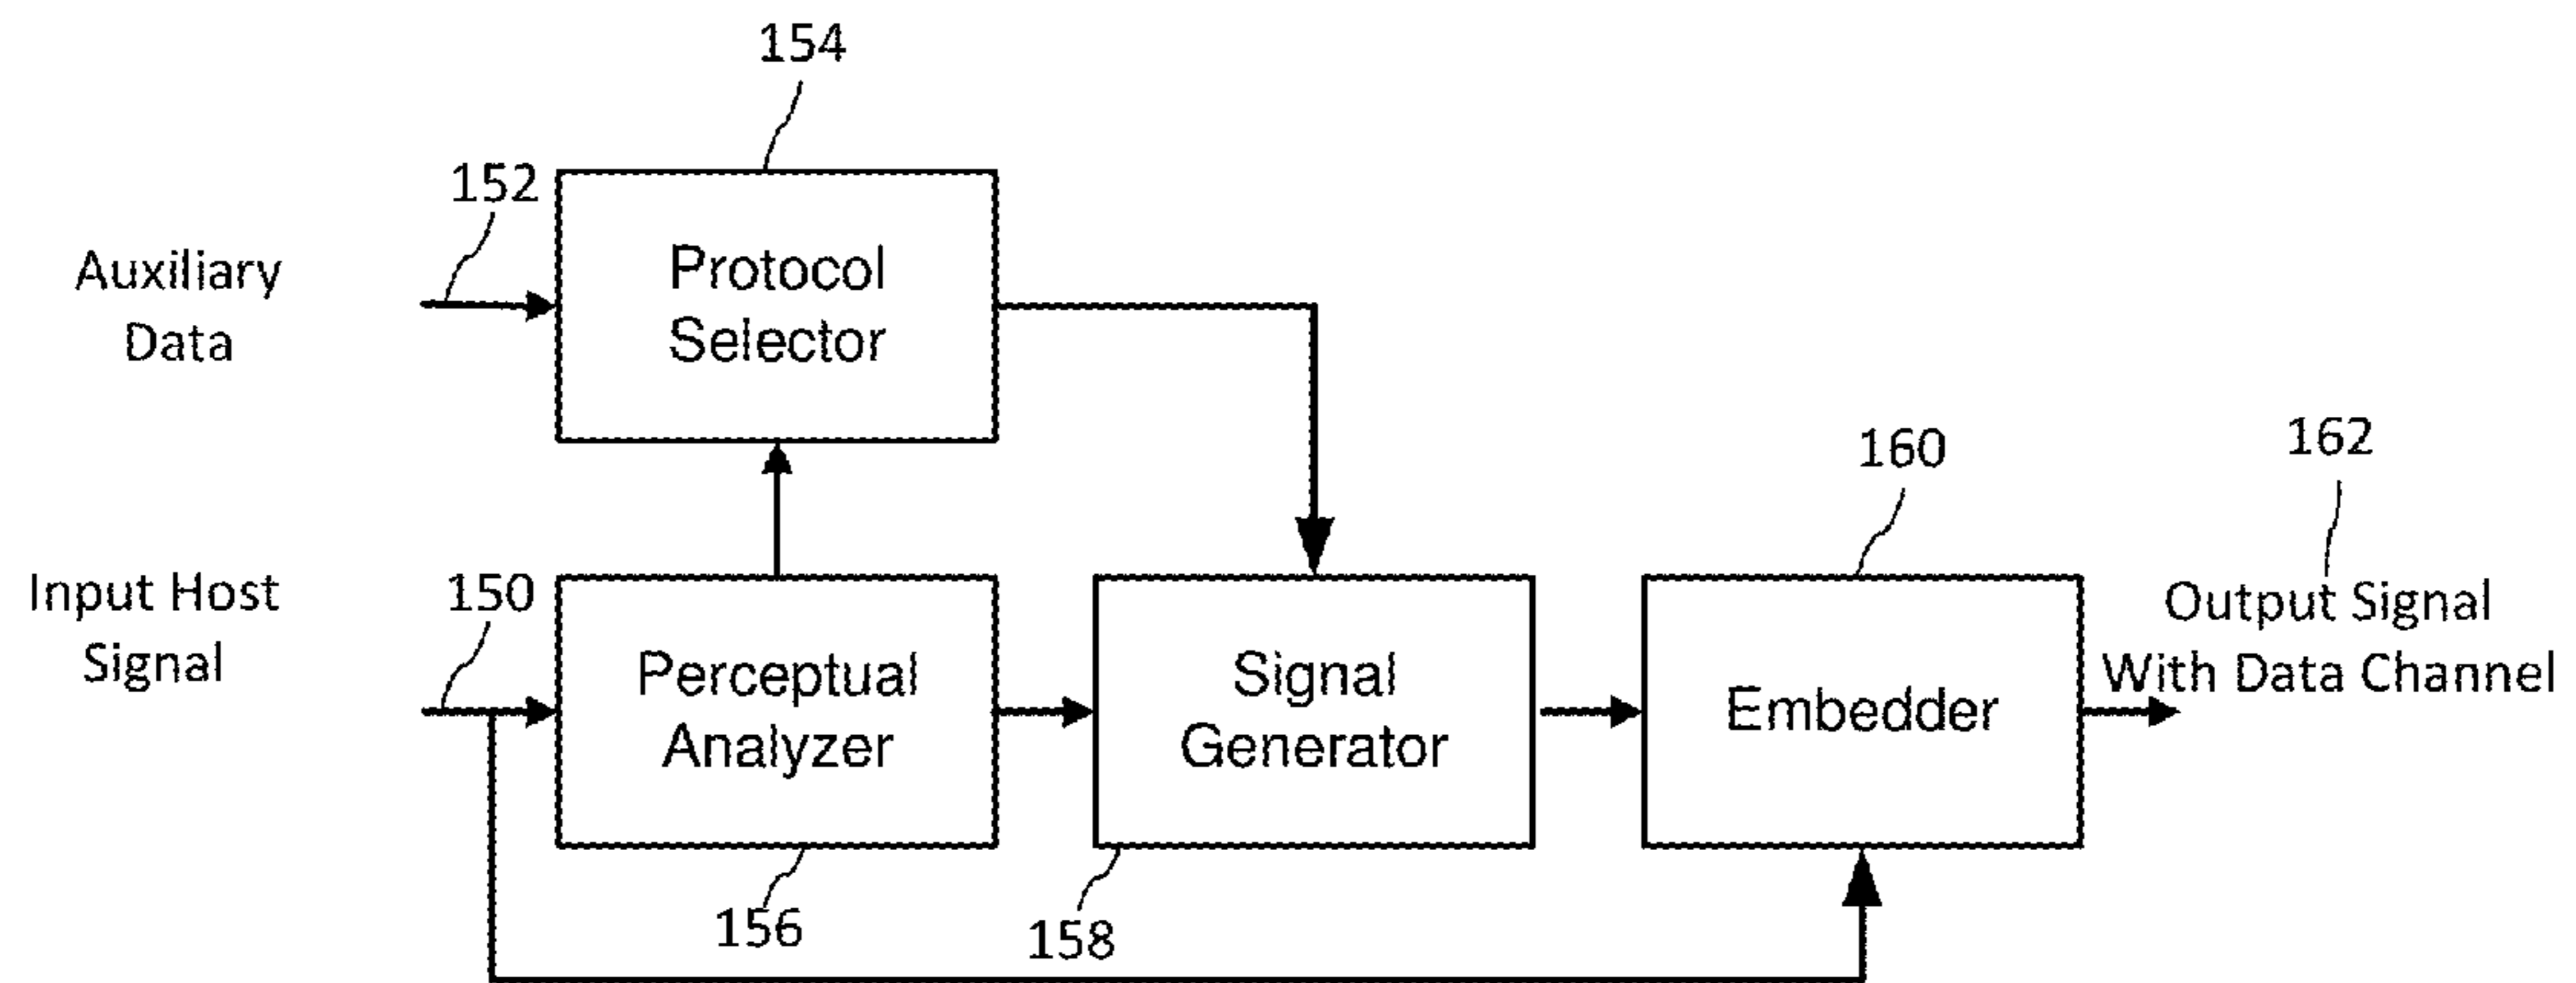 154
152
Auxiliary
Data
Protocol
Selector
160
162
Input Host
Signal
150
Perceptual
Analyzer
Signal
Generator
Embedder
Output Signal
With Data Channel
156
158